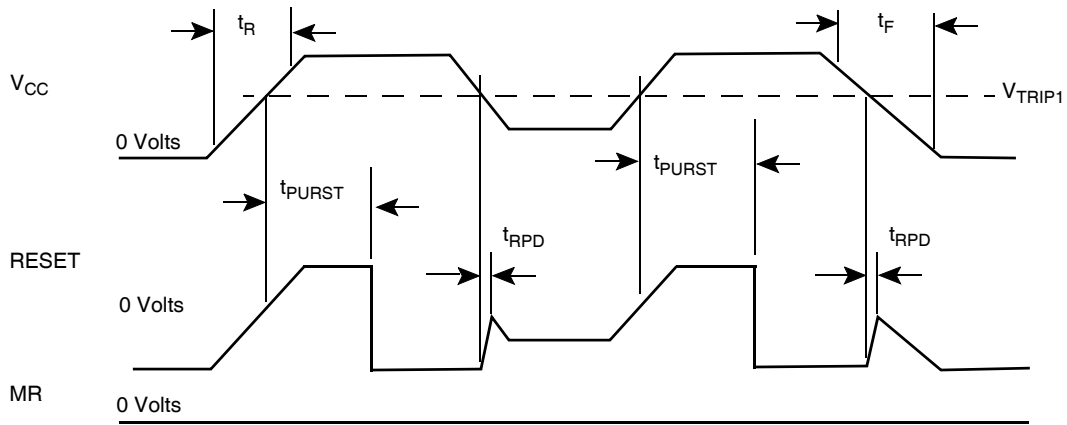 tR
tF
VCC
VTRIP1
0 Volts
tPURST
tPURST
tRPD
tRPD
RESET
0 Volts
MR
0 Volts